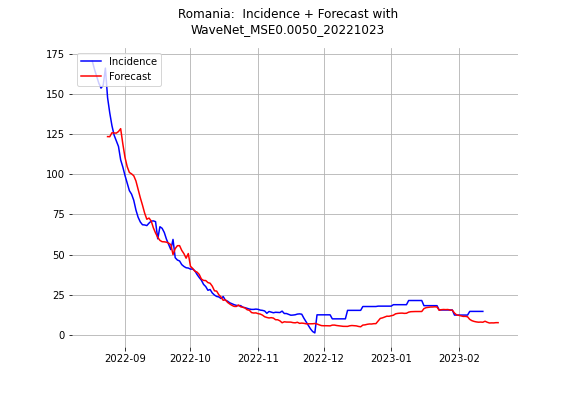 Romania:  Incidence + Forecast with
WaveNet_MSE0.0050_20221023
Incidence
Forecast
175
150
125
100
75
50
25
0
2022-09 2022-10 2022-11 2022-12 2023-01 2023-02